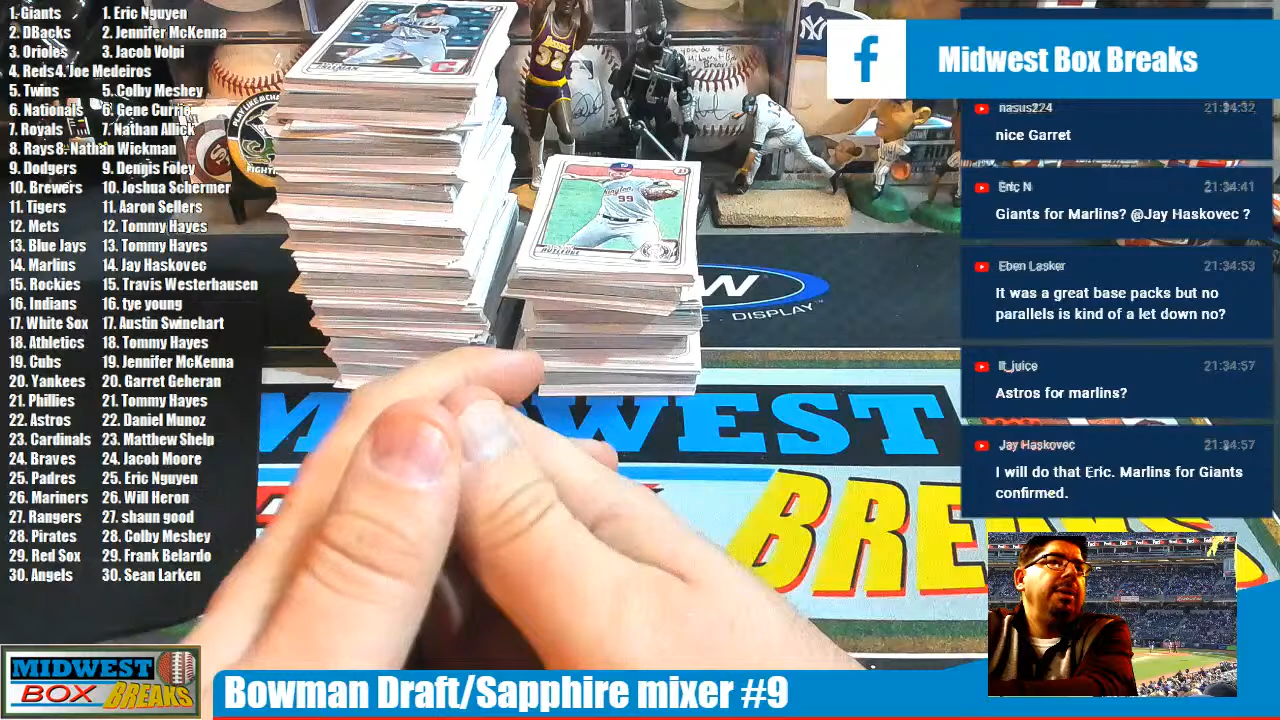 1. Giants 1. Eric Nguyen
2. DBacks 2. Jennifer McKenna
3. Orioles 3. Jacob Volpi
4. Reds 4. Joe Medeiros
5. Twins 5. Colby Meshey
6. Nationals 6. Gene Currie
7. Royals 7. Nathan Allick
8. Rays 8. Nathan Wickman
9. Dodgers 9. Dengis Foley
10. Brewers 10. Joshua Schermer
11. Tigers 11. Aaron Sellers
12. Mets 12. Tommy Hayes
13. Blue Jays 13. Tommy Hayes
14. Marlins 14. Jay Haskovec
15. Rockies 15. Travis Westerhausen
16. Indians 16. tye young
17. White Sox 17. Austin Swinehart
18. Athletics 18. Tommy Hayes
19. Cubs 19. Jennifer McKenna
20. Yankees 20. Garret Geheran
21. Phillies 21. Tommy Hayes
22. Astros 22. Daniel Munoz
23. Cardinals 23. Matthew Shelp
24. Braves 24. Jacob Moore
25. Padres 25. Eric Nguyen
26. Mariners 26. Will Heron
27. Rangers 27. shaun good
28. Pirates 28. Colby Meshey
29. Red Sox 29. Frank Belardo
30. Angels 30. Sean Larken
32
99
W
DISPLAY
MIDWEST
BREAKS
f Midwest Box Breaks
nasus224 21:34:32
nice Garret
Eric N 21:34:41
Giants for Marlins? @Jay Haskovec ?
Eben Lasker 21:34:53
It was a great base packs but no
parallels is kind of a let down no?
lt_juice 21:34:57
Astros for marlins?
Jay Haskovec 21:34:57
I will do that Eric. Marlins for Giants
confirmed.
MIDWEST
BOX BREAKS
Bowman Draft/Sapphire mixer #9